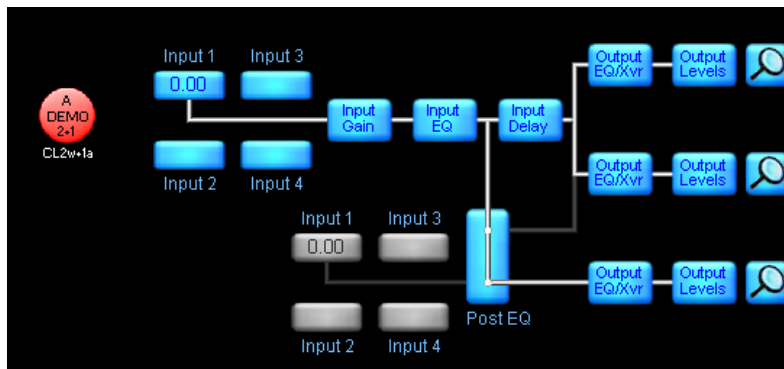 Input 1
Input 3
0.00
Output
EQ/Xvr
Output
Levels
A
DEMO
2+1
CL2w+1a
Input
Gain
Input
EQ
Input
Delay
Input 2
Input 4
Output
EQ/Xvr
Output
Levels
Input 1
Input 3
0.00
Output
EQ/Xvr
Output
Levels
Post EQ
Input 2
Input 4